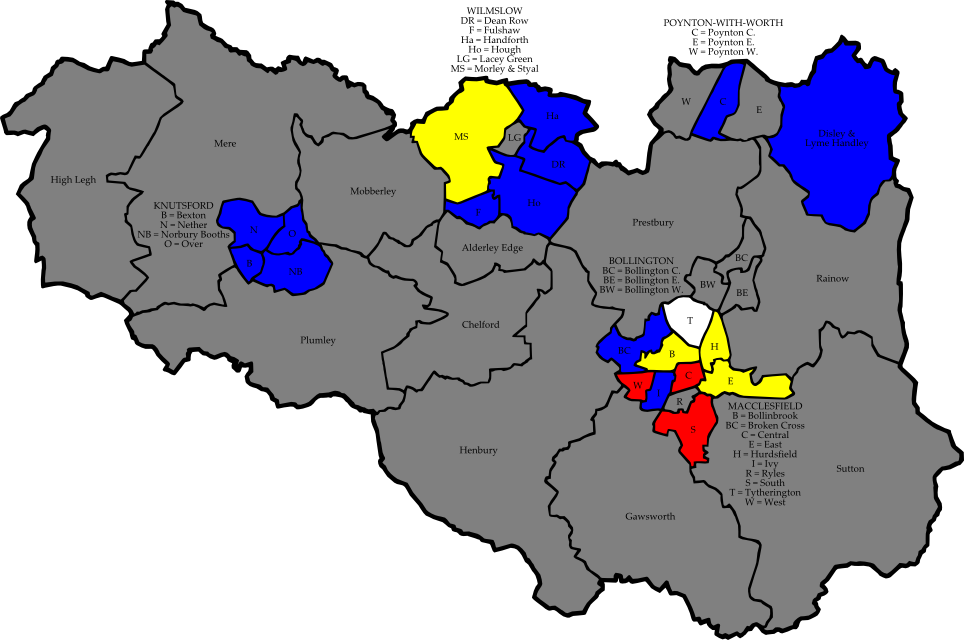 WILMSLOW
DR = Dean Row
F = Fulshaw
Ha = Handforth
Ho = Hough
LG = Lacey Green
MS = Morley & Styal
POYNTON-WITH-WORTH
C = Poynton C.
E = Poynton E.
W = Poynton W.
W
C
E
Ha
MS
LG
Disley &
Lyme Handley
DR
Mere
High Legh
Mobberley
Ho
F
KNUTSFORD
B = Bexton
N = Nether
NB = Norbury Booths
O = Over
N
O
B
NB
Prestbury
Alderley Edge
BOLLINGTON
BC = Bollington C.
BE = Bollington E.
BW = Bollington W.
BC
BW
BE
Rainow
Chelford
Plumley
T
H
BC
B
W
I
C
E
R
S
MACCLESFIELD
B = Bollinbrook
BC = Broken Cross
C = Central
E = East
H = Hurdsfield
I = Ivy
R = Ryles
S = South
T = Tytherington
W = West
Henbury
Sutton
Gawsworth